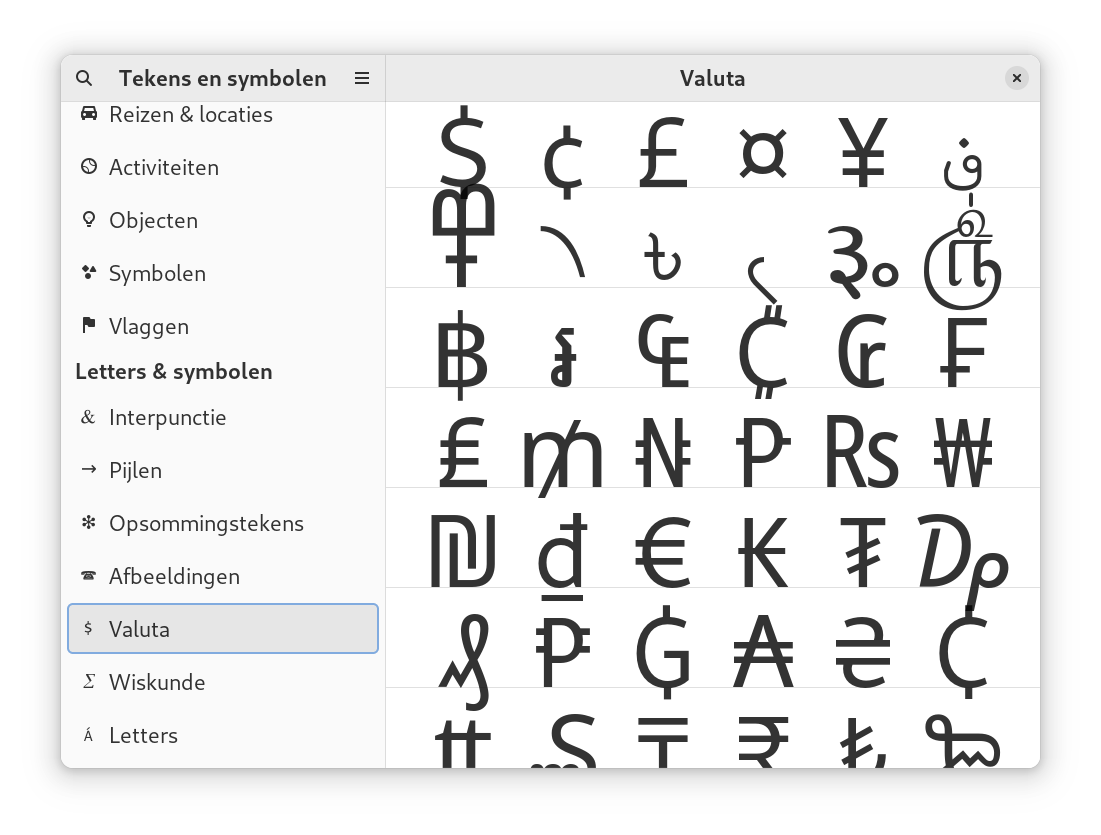 Tekens en symbolen
Reizen & locaties
Activiteiten
Objecten
Symbolen
Vlaggen
Letters & symbolen
& Interpunctie
→ Pijlen
✻ Opsommingstekens
☎ Afbeeldingen
$ Valuta
Σ Wiskunde
Á Letters
Valuta
$ ¢ £ ¤ ¥ ؋
৲ ৳ ৻ ૱ ௹
฿ ៛ ₠ ₡ ₢ ₣
₤ ₥ ₦ ₧ ₨ ₩
₪ ₫ € ₭ ₮ ₯
₰ ₱ ₲ ₳ ₴ ₵
₶ ₷ ₸ ₹ ₺ ₻